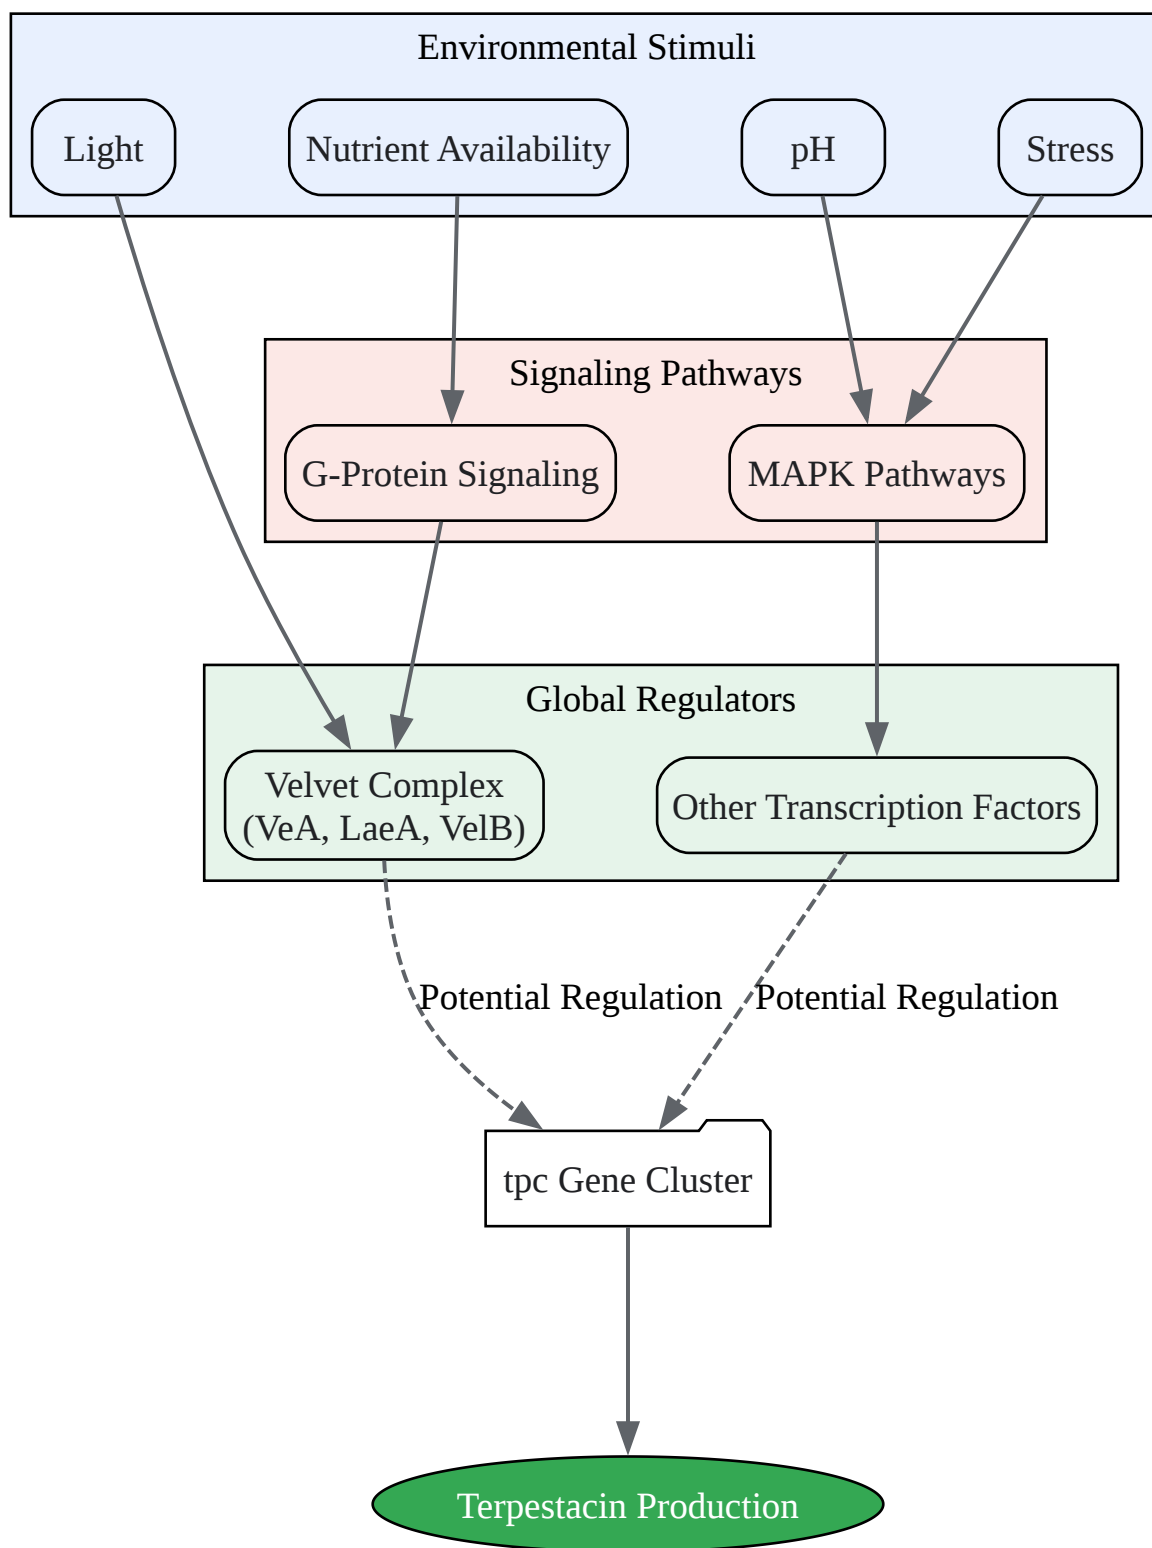 Environmental Stimuli
Light
Nutrient Availability
pH
Stress
Signaling Pathways
G-Protein Signaling
MAPK Pathways
Global Regulators
Velvet Complex
(VeA, LaeA, VelB)
Other Transcription Factors
Potential Regulation
Potential Regulation
tpc Gene Cluster
Terpestacin Production